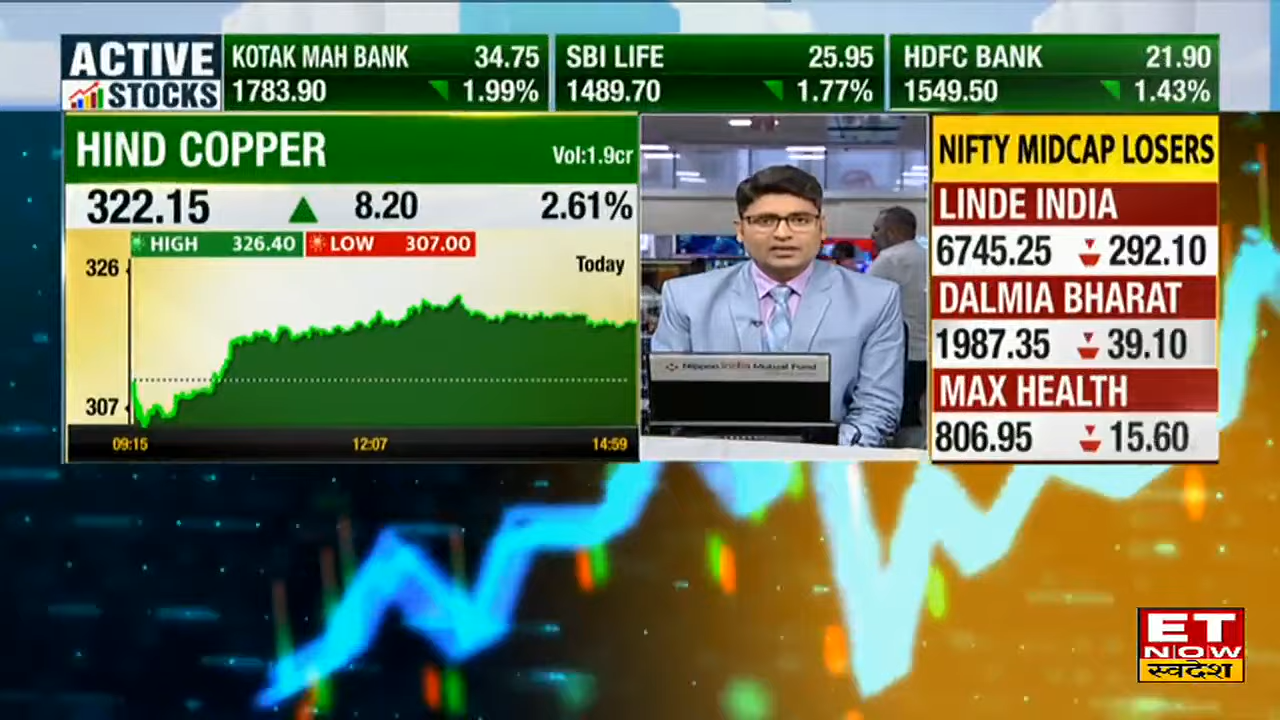 ACTIVE
STOCKS
KOTAK MAH BANK 34.75
1783.90 1.99%
SBI LIFE 25.95
1489.70 1.77%
HDFC BANK 21.90
1549.50 1.43%
HIND COPPER Vol:1.9cr
322.15 8.20 2.61%
HIGH 326.40 LOW 307.00
Today
326
307
09:15 12:07 14:59
Nippon India Mutual Fund
NIFTY MIDCAP LOSERS
LINDE INDIA
6745.25 292.10
DALMIA BHARAT
1987.35 39.10
MAX HEALTH
806.95 15.60
ET
NOW
स्वदेश